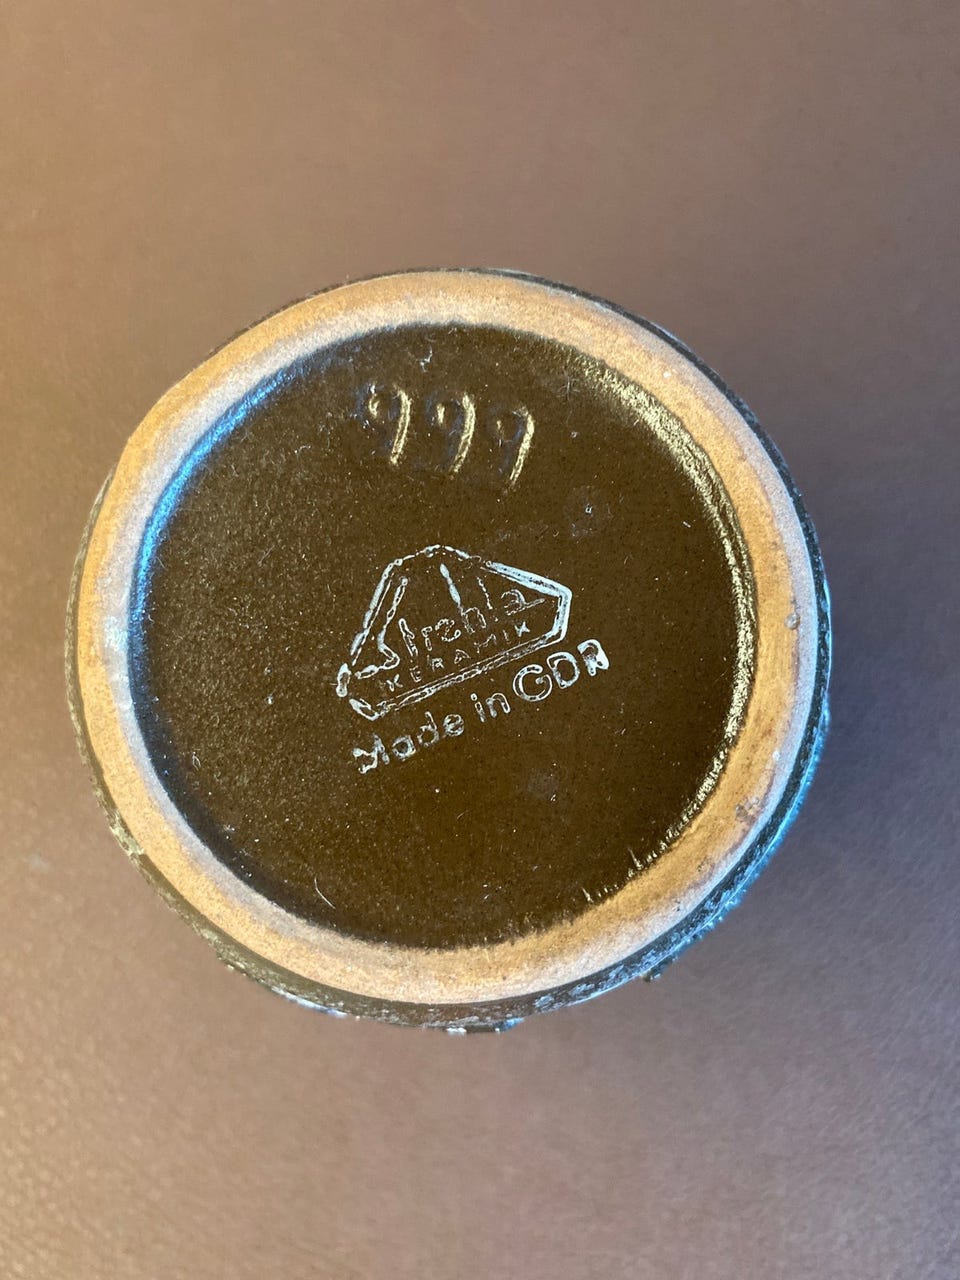 999
Strehla
KERAMIK
Made in GDR